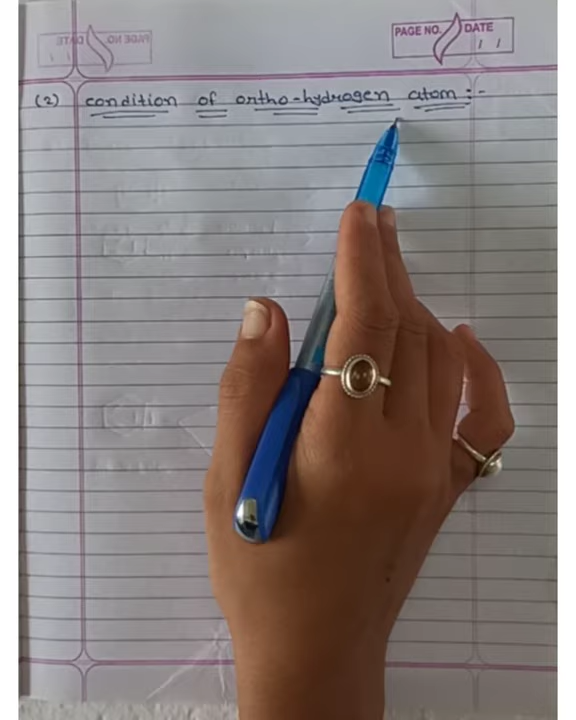 PAGE NO. DATE
/ /
(2) condition of ortho-hydrogen atom :-